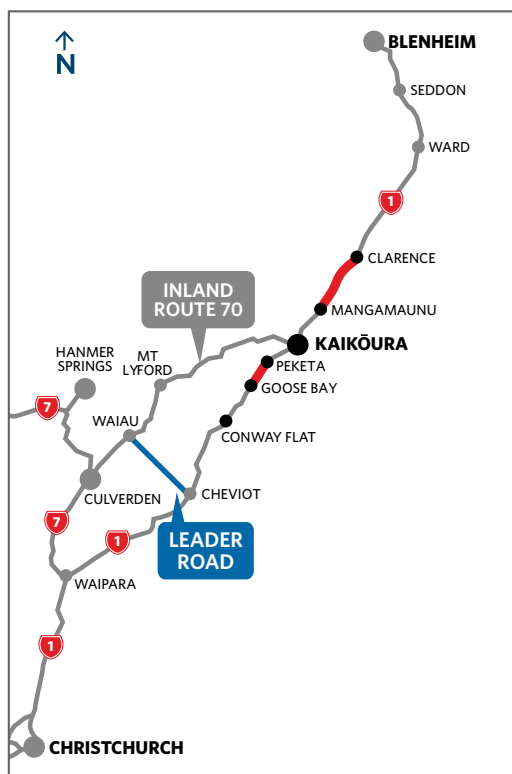 N
BLENHEIM
SEDDON
WARD
1
CLARENCE
INLAND
ROUTE 70
MANGAMAUNU
KAIKŌURA
HANMER
SPRINGS
MT
LYFORD
PEKETA
GOOSE BAY
7
WAIAU
CONWAY FLAT
CULVERDEN
CHEVIOT
7
1
LEADER
ROAD
WAIPARA
1
CHRISTCHURCH